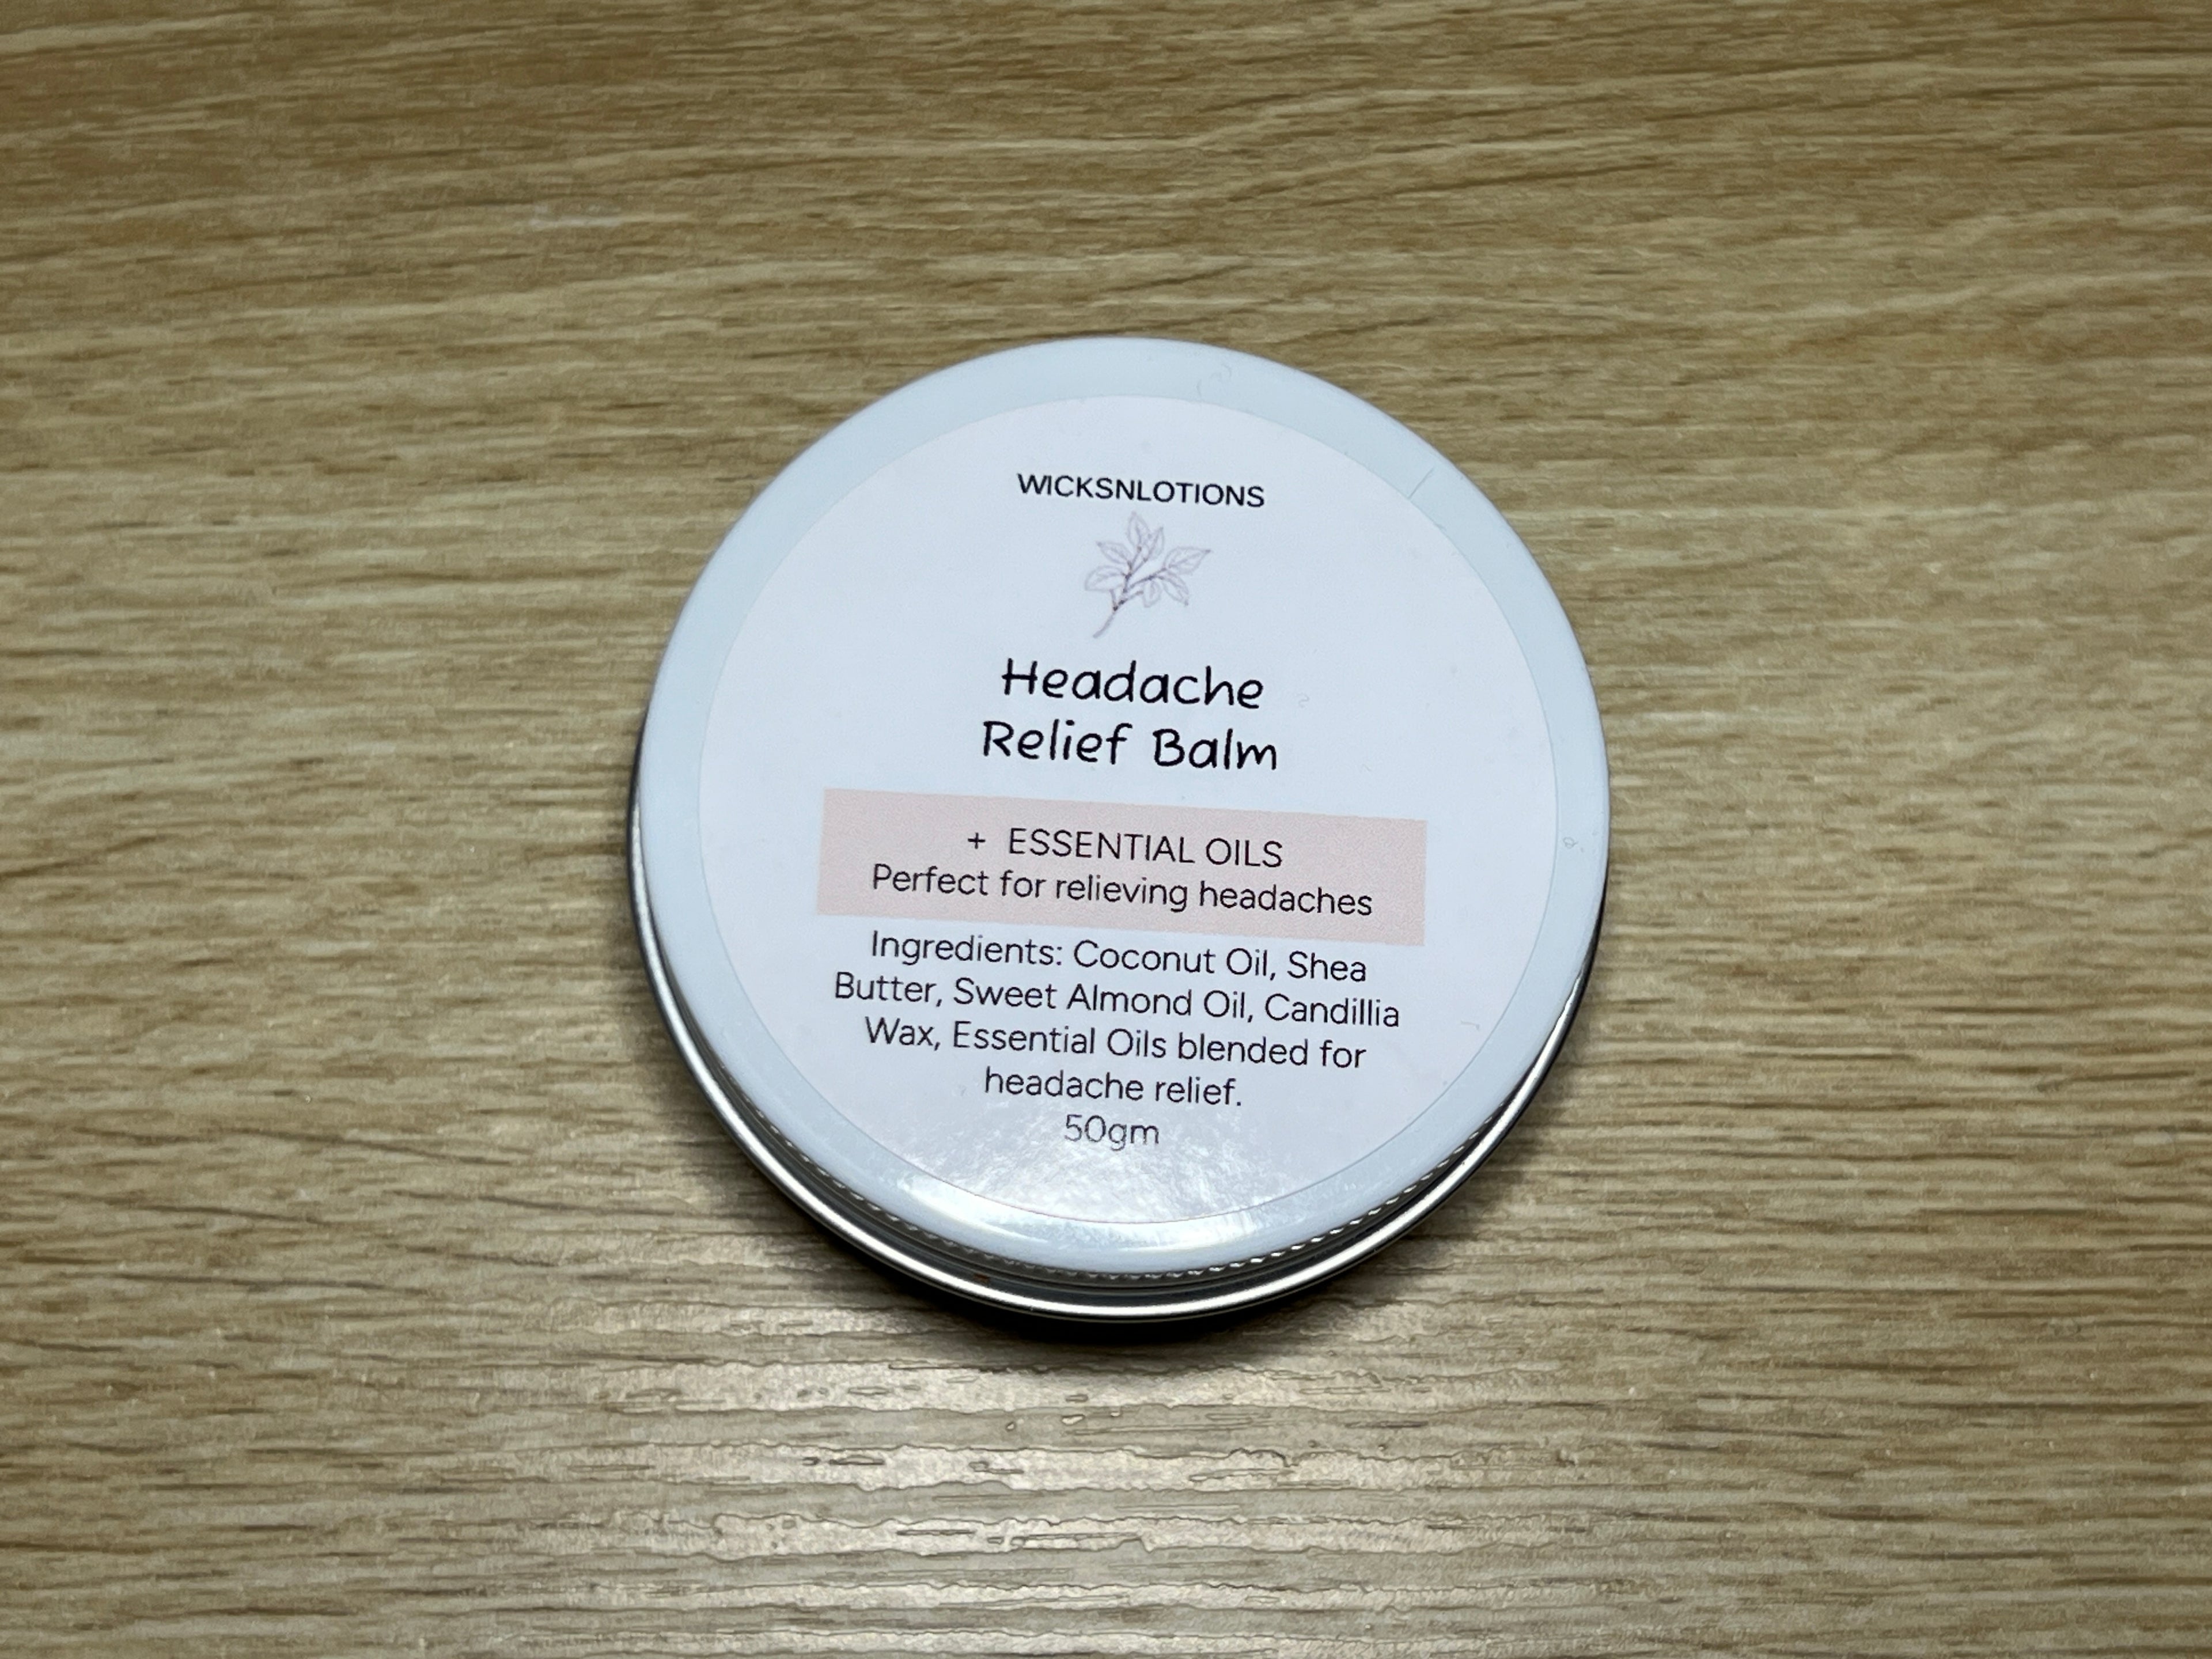 WICKSNLOTIONS
Headache
Relief Balm
+ ESSENTIAL OILS
Perfect for relieving headaches
Ingredients: Coconut Oil, Shea
Butter, Sweet Almond Oil, Candillia
Wax, Essential Oils blended for
headache relief.
50gm